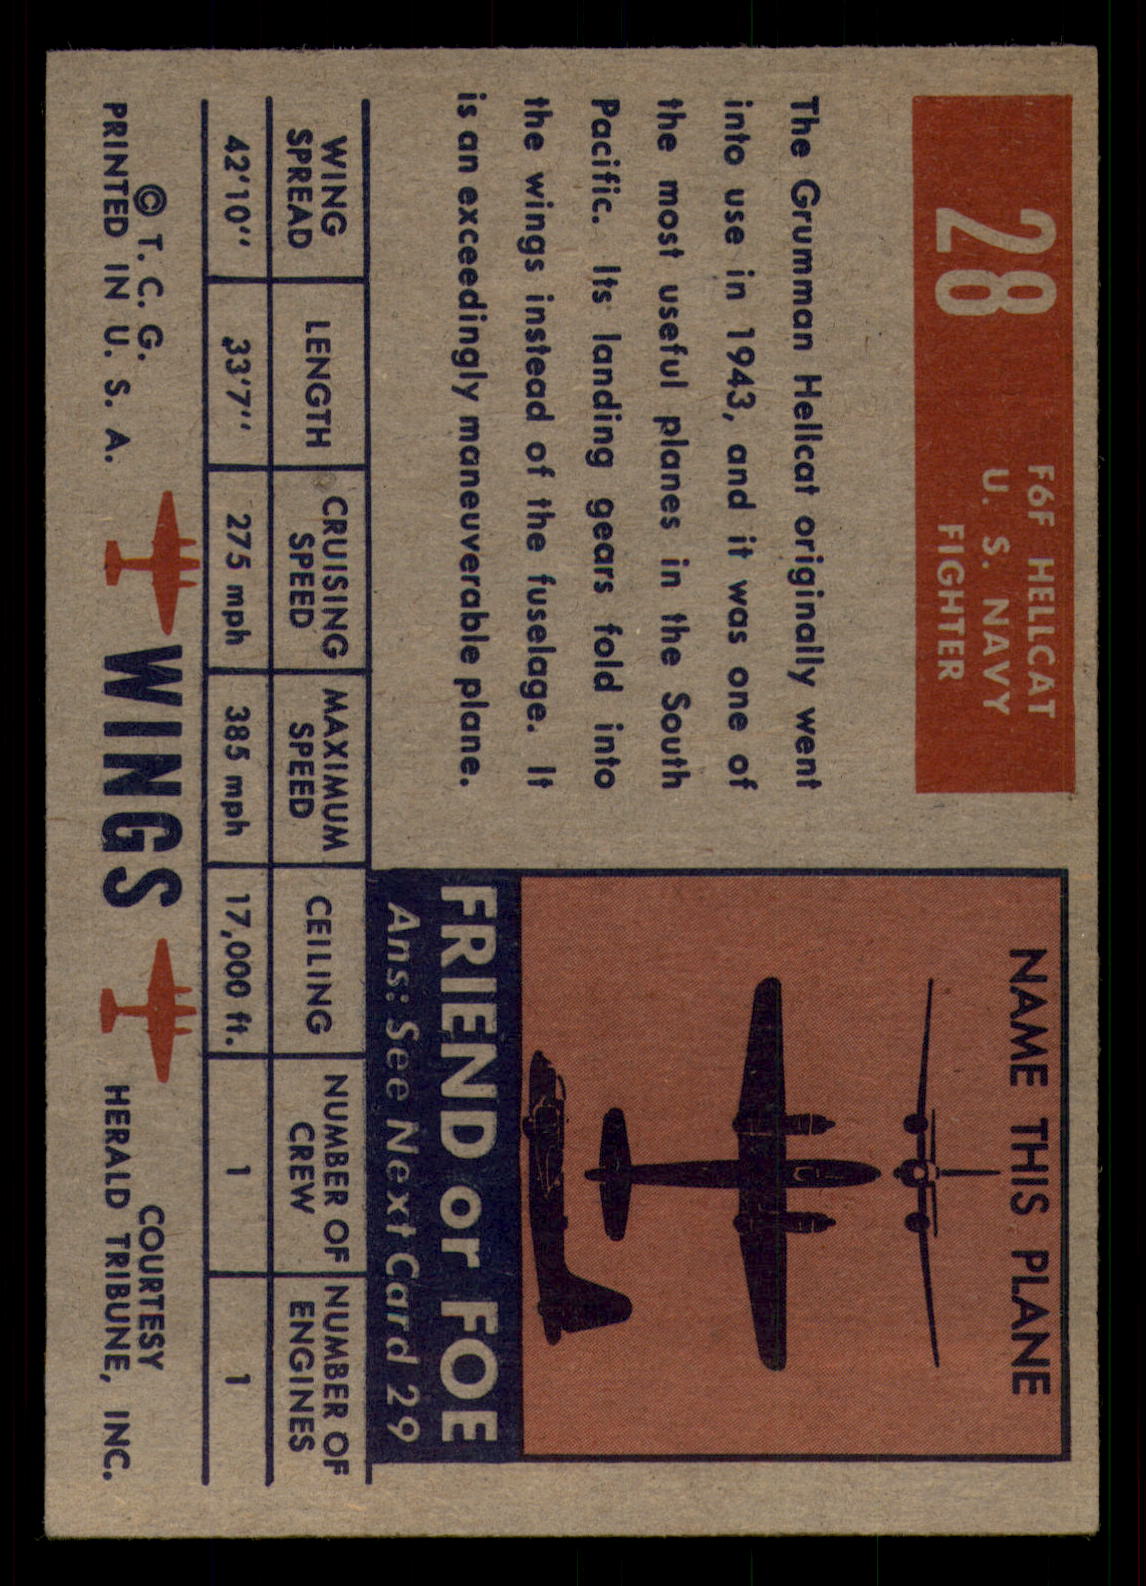 28
F6F HELLCAT
U. S. NAVY
FIGHTER
The Grumman Hellcat originally went
into use in 1943, and it was one of
the most useful planes in the South
Pacific. Its landing gears fold into
the wings instead of the fuselage. It
is an exceedingly maneuverable plane.
NAME THIS PLANE
FRIEND or FOE
Ans: See Next Card 29
WING SPREAD
LENGTH
CRUISING SPEED
MAXIMUM SPEED
CEILING
NUMBER OF CREW
NUMBER OF ENGINES
42'10''
33'7''
275 mph
385 mph
17,000 ft.
1
1
© T. C. G.
PRINTED IN U. S. A.
WINGS
COURTESY
HERALD TRIBUNE, INC.